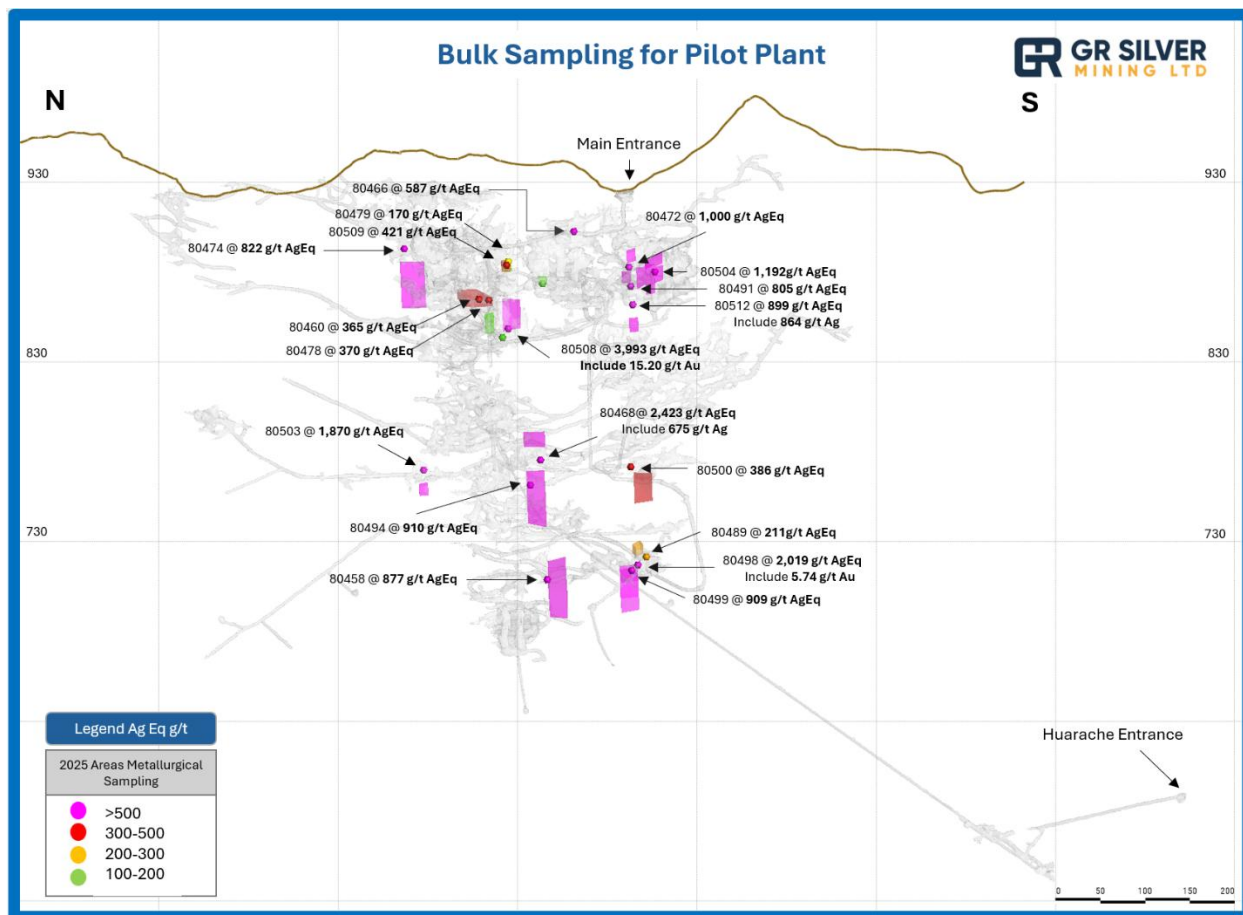 Bulk Sampling for Pilot Plant
GR GR SILVER
MINING LTD
N
S
Main Entrance
930
930
80466 @ 587 g/t AgEq
80479 @ 170 g/t AgEq
80509 @ 421 g/t AgEq
80474 @ 822 g/t AgEq
80472 @ 1,000 g/t AgEq
80504 @ 1,192g/t AgEq
80491 @ 805 g/t AgEq
80512 @ 899 g/t AgEq
Include 864 g/t Ag
80460 @ 365 g/t AgEq
80478 @ 370 g/t AgEq
80508 @ 3,993 g/t AgEq
Include 15.20 g/t Au
830
830
80468@ 2,423 g/t AgEq
Include 675 g/t Ag
80503 @ 1,870 g/t AgEq
80500 @ 386 g/t AgEq
80494 @ 910 g/t AgEq
730
730
80489 @ 211g/t AgEq
80498 @ 2,019 g/t AgEq
Include 5.74 g/t Au
80458 @ 877 g/t AgEq
80499 @ 909 g/t AgEq
Legend Ag Eq g/t
2025 Areas Metallurgical
Sampling
>500
300-500
200-300
100-200
Huarache Entrance
0 50 100 150 200